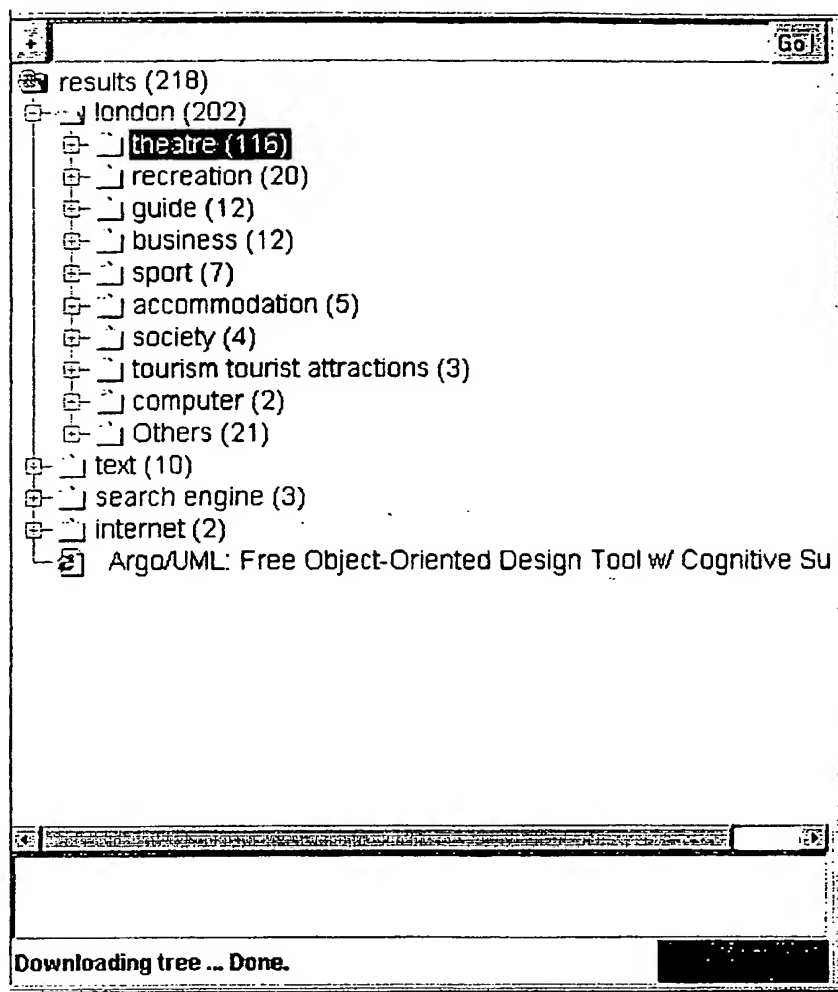 Go!
results (218)
london (202)
theatre (116)
recreation (20)
guide (12)
business (12)
sport (7)
accommodation (5)
society (4)
tourism tourist attractions (3)
computer (2)
Others (21)
text (10)
search engine (3)
internet (2)
Argo/UML: Free Object-Oriented Design Tool w/ Cognitive Su
Downloading tree ... Done.